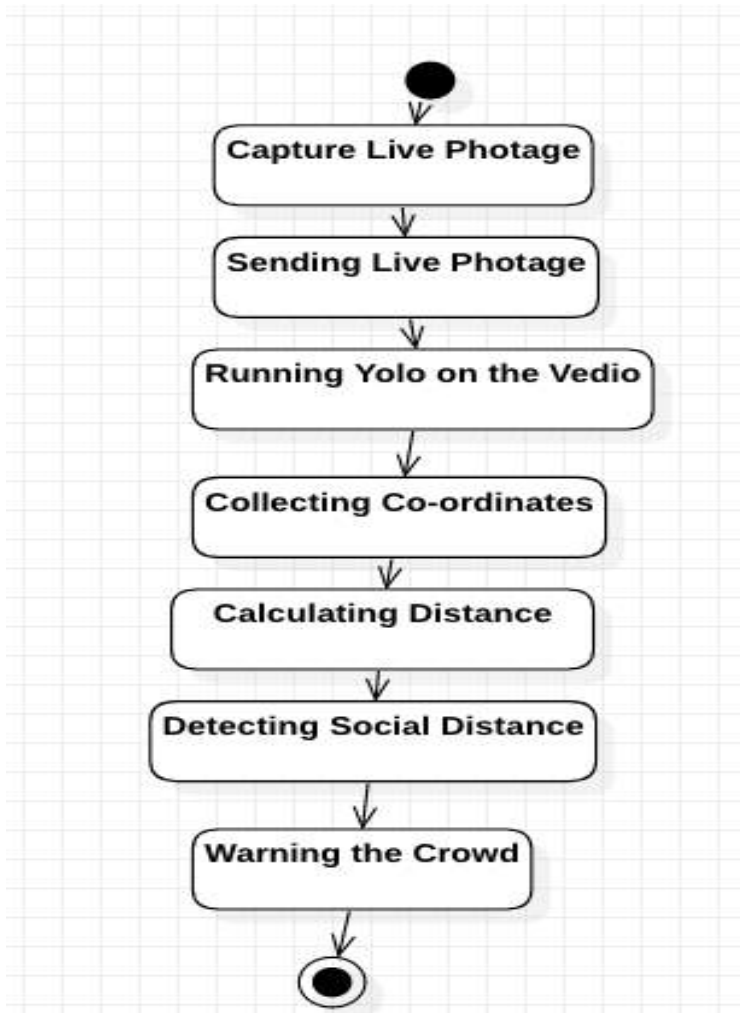 Capture Live Photage
Sending Live Photage
Running Yolo on the Vedio
Collecting Co-ordinates
Calculating Distance
Detecting Social Distance
Warning the Crowd